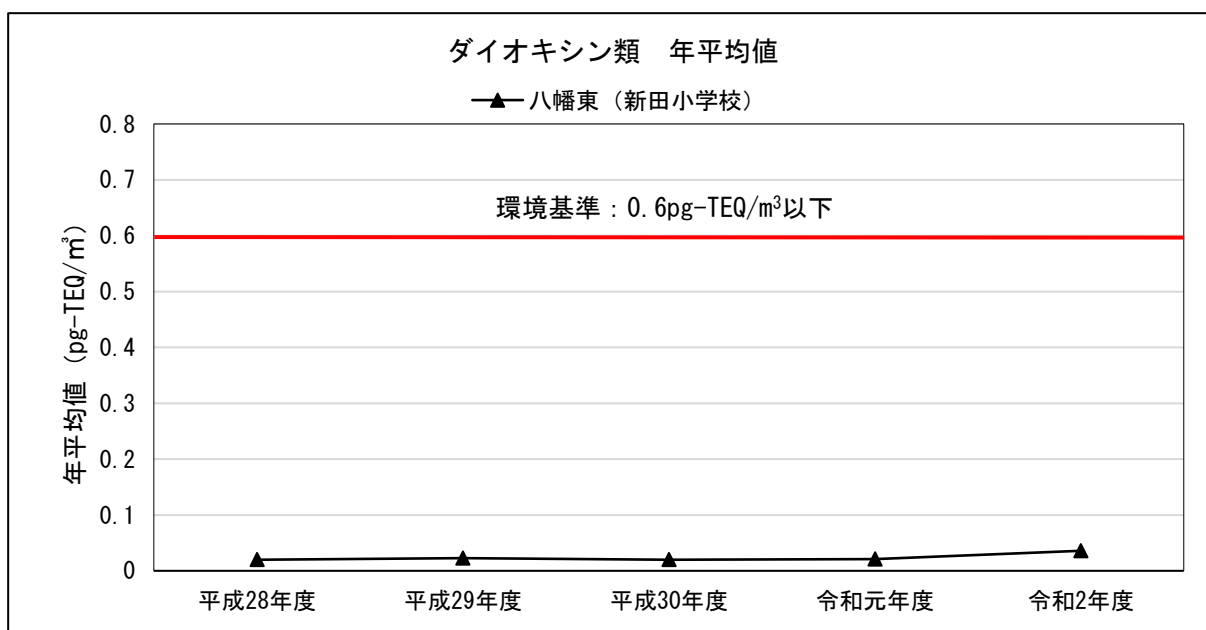 ダイオキシン類 年平均値
八幡東（新田小学校）
0.8
0.7
環境基準：0.6pg-TEQ/m³以下
0.6
0.5
0.4
0.3
0.2
0.1
0
年平均値（pg-TEQ/㎥）
平成28年度 平成29年度 平成30年度 令和元年度 令和2年度